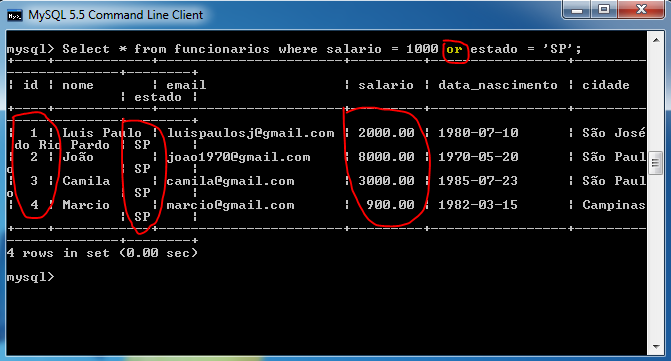 MySQL 5.5 Command Line Client
mysql> Select * from funcionarios where salario = 1000 or estado = 'SP';
+----+------------+-----------------------+---------+-----------------+---------
----------+--------+
| id | nome | email | salario | data_nascimento | cidade
| estado |
+----+------------+-----------------------+---------+-----------------+---------
----------+--------+
| 1 | Luis Paulo | luispaulosj@gmail.com | 2000.00 | 1980-07-10 | São José
do Rio Pardo | SP |
| 2 | João | joao1970@gmail.com | 8000.00 | 1970-05-20 | São Paul
o | SP |
| 3 | Camila | camila@gmail.com | 3000.00 | 1985-07-23 | São Paul
o | SP |
| 4 | Marcio | marcio@gmail.com | 900.00 | 1982-03-15 | Campinas
| SP |
+----+------------+-----------------------+---------+-----------------+---------
----------+--------+
4 rows in set (0.00 sec)
mysql>